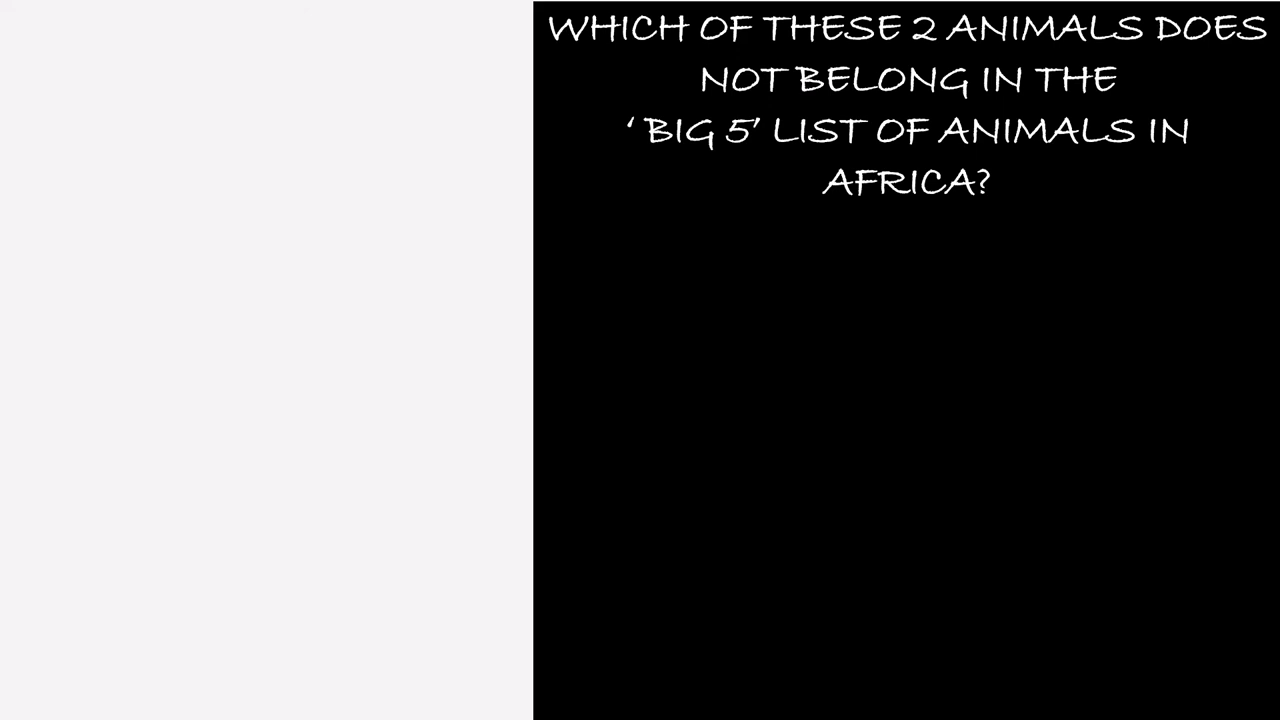 WHICH OF THESE 2 ANIMALS DOES
NOT BELONG IN THE
‘ BIG 5’ LIST OF ANIMALS IN
AFRICA?